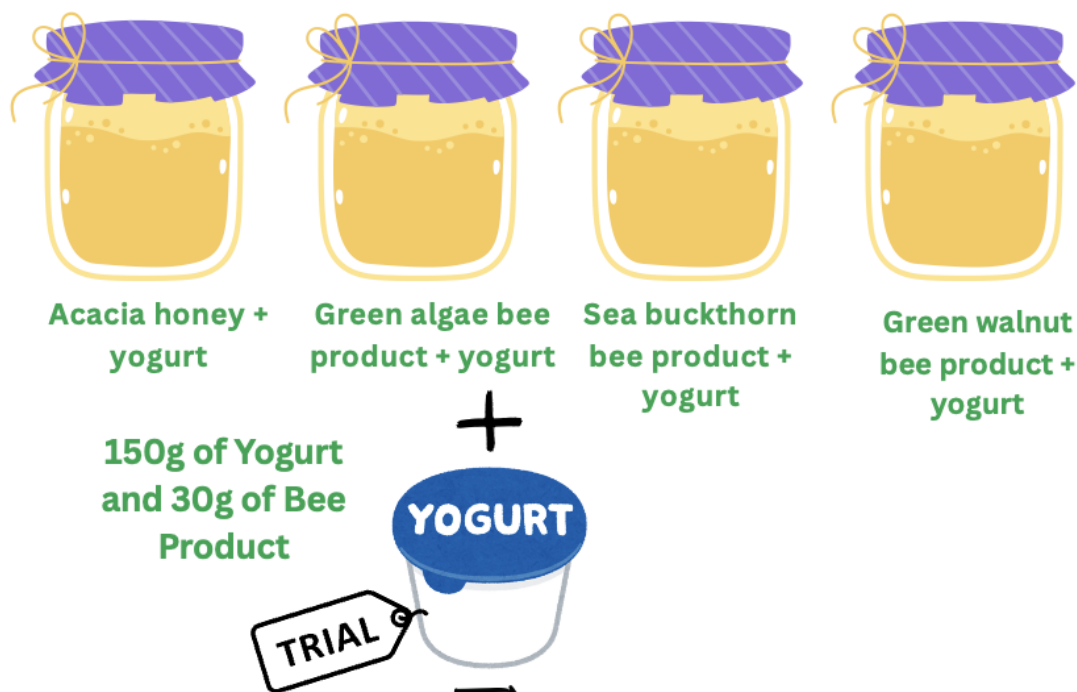 Acacia honey +
yogurt
Green algae bee
product + yogurt
Sea buckthorn
bee product +
yogurt
Green walnut
bee product +
yogurt
+
150g of Yogurt
and 30g of Bee
Product
YOGURT
TRIAL